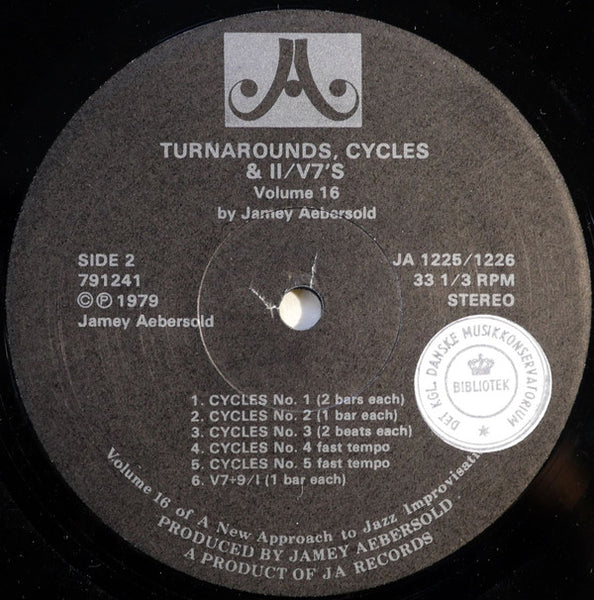 TURNAROUNDS, CYCLES
& II/V7'S
Volume 16
by Jamey Aebersold
SIDE 2
791241
©℗1979
Jamey Aebersold
JA 1225/1226
33 1/3 RPM
STEREO
DET KGL. DANSKE MUSIKKONSERVATORIUM
BIBLIOTEK
*
1. CYCLES No. 1 (2 bars each)
2. CYCLES No. 2 (1 bar each)
3. CYCLES No. 3 (2 beats each)
4. CYCLES No. 4 fast tempo
5. CYCLES No. 5 fast tempo
6. V7+9/I (1 bar each)
Volume 16 of A New Approach to Jazz Improvisati
PRODUCED BY JAMEY AEBERSOLD
A PRODUCT OF JA RECORDS